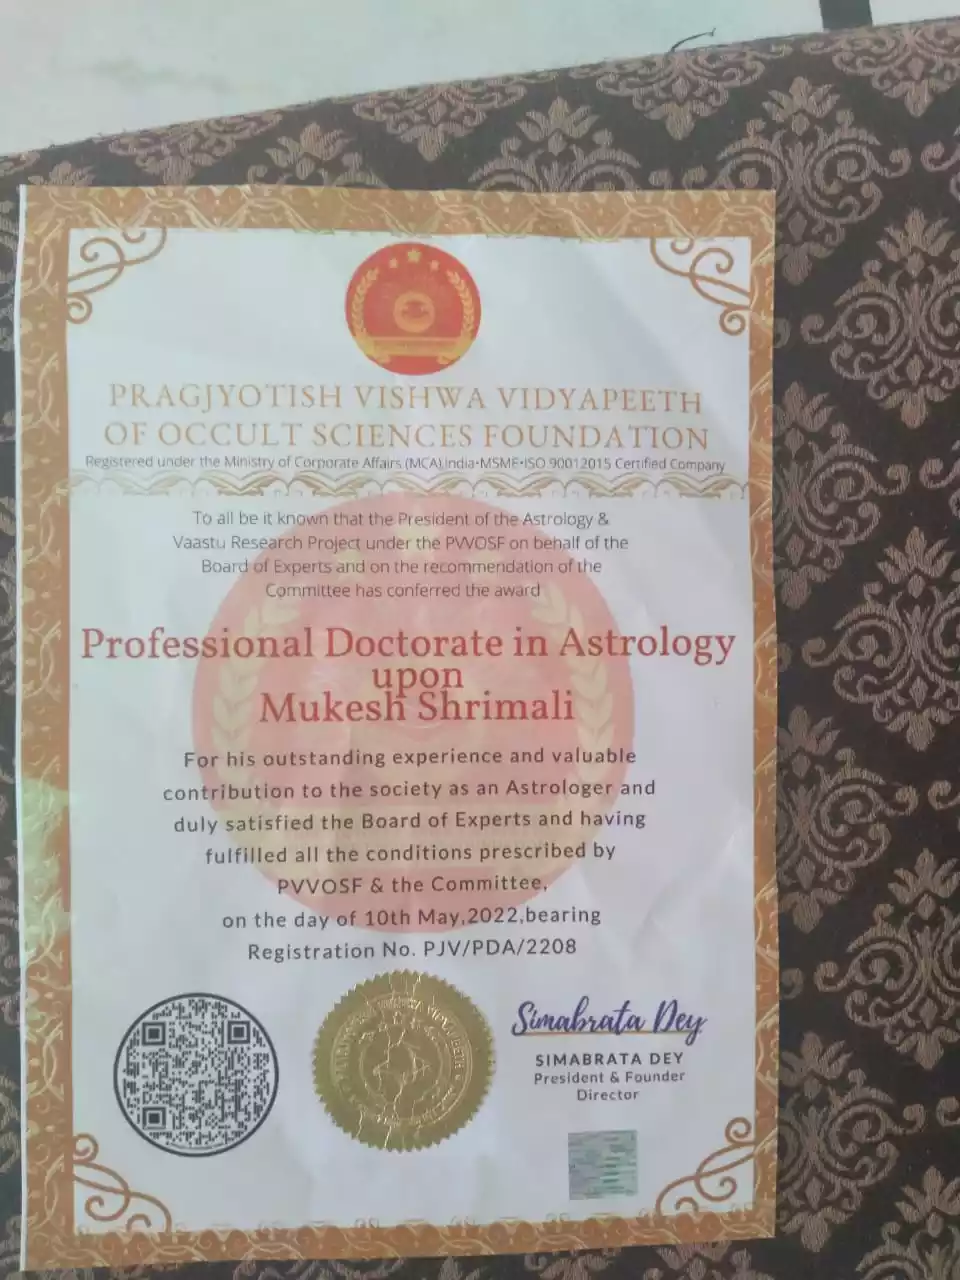 PRAGJYOTISH VISHWA VIDYAPEETH
OF OCCULT SCIENCES FOUNDATION
Registered under the Ministry of Corporate Affairs (MCA),India•MSME•ISO 90012015 Certified Company
To all be it known that the President of the Astrology &
Vaastu Research Project under the PVVOSF on behalf of the
Board of Experts and on the recommendation of the
Committee has conferred the award
Professional Doctorate in Astrology
upon
Mukesh Shrimali
For his outstanding experience and valuable
contribution to the society as an Astrologer and
duly satisfied the Board of Experts and having
fulfilled all the conditions prescribed by
PVVOSF & the Committee,
on the day of 10th May,2022,bearing
Registration No. PJV/PDA/2208
Simabrata Dey
SIMABRATA DEY
President & Founder
Director